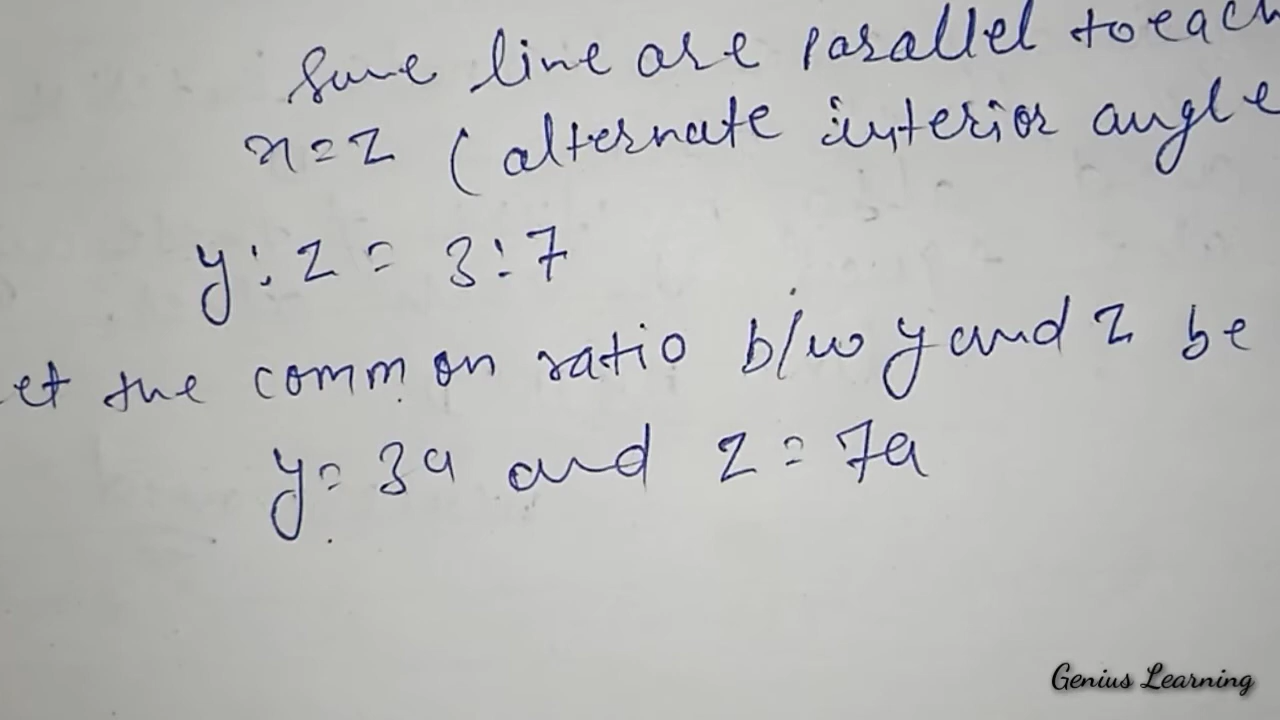 same line are parallel to each
x=z (alternate interior angle
y:z = 3:7
et the common ratio b/w y and z be
y= 3a and z = 7a
Genius Learning